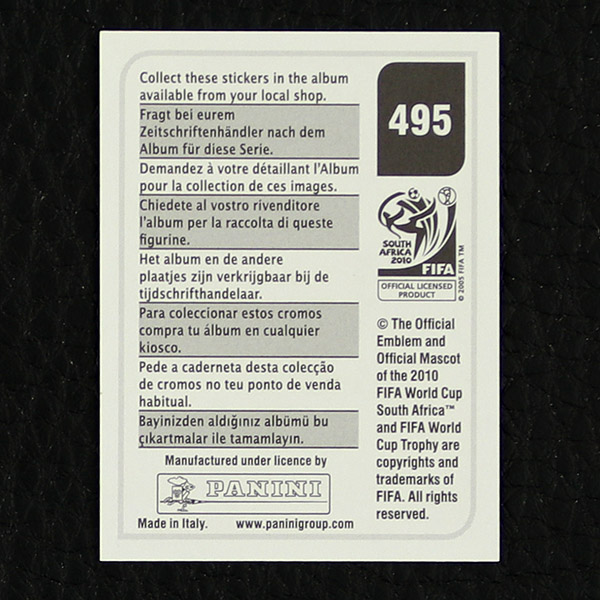 Collect these stickers in the album
available from your local shop.
Fragt bei eurem
Zeitschriftenhändler nach dem
Album für diese Serie.
Demandez à votre détaillant l'Album
pour la collection de ces images.
Chiedete al vostro rivenditore
l'album per la raccolta di queste
figurine.
Het album en de andere
plaatjes zijn verkrijgbaar bij de
tijdschrifthandelaar.
Para coleccionar estos cromos
compra tu álbum en cualquier
kiosco.
Pede a caderneta desta colecção
de cromos no teu ponto de venda
habitual.
Bayinizden aldığınız albümü bu
çıkartmalar ile tamamlayın.
Manufactured under licence by
PANINI
Made in Italy. www.paninigroup.com
495
SOUTH
AFRICA
2010
FIFA
© 2005 FIFA TM
OFFICIAL LICENSED
PRODUCT
© The Official
Emblem and
Official Mascot
of the 2010
FIFA World Cup
South Africa™
and FIFA World
Cup Trophy are
copyrights and
trademarks of
FIFA. All rights
reserved.